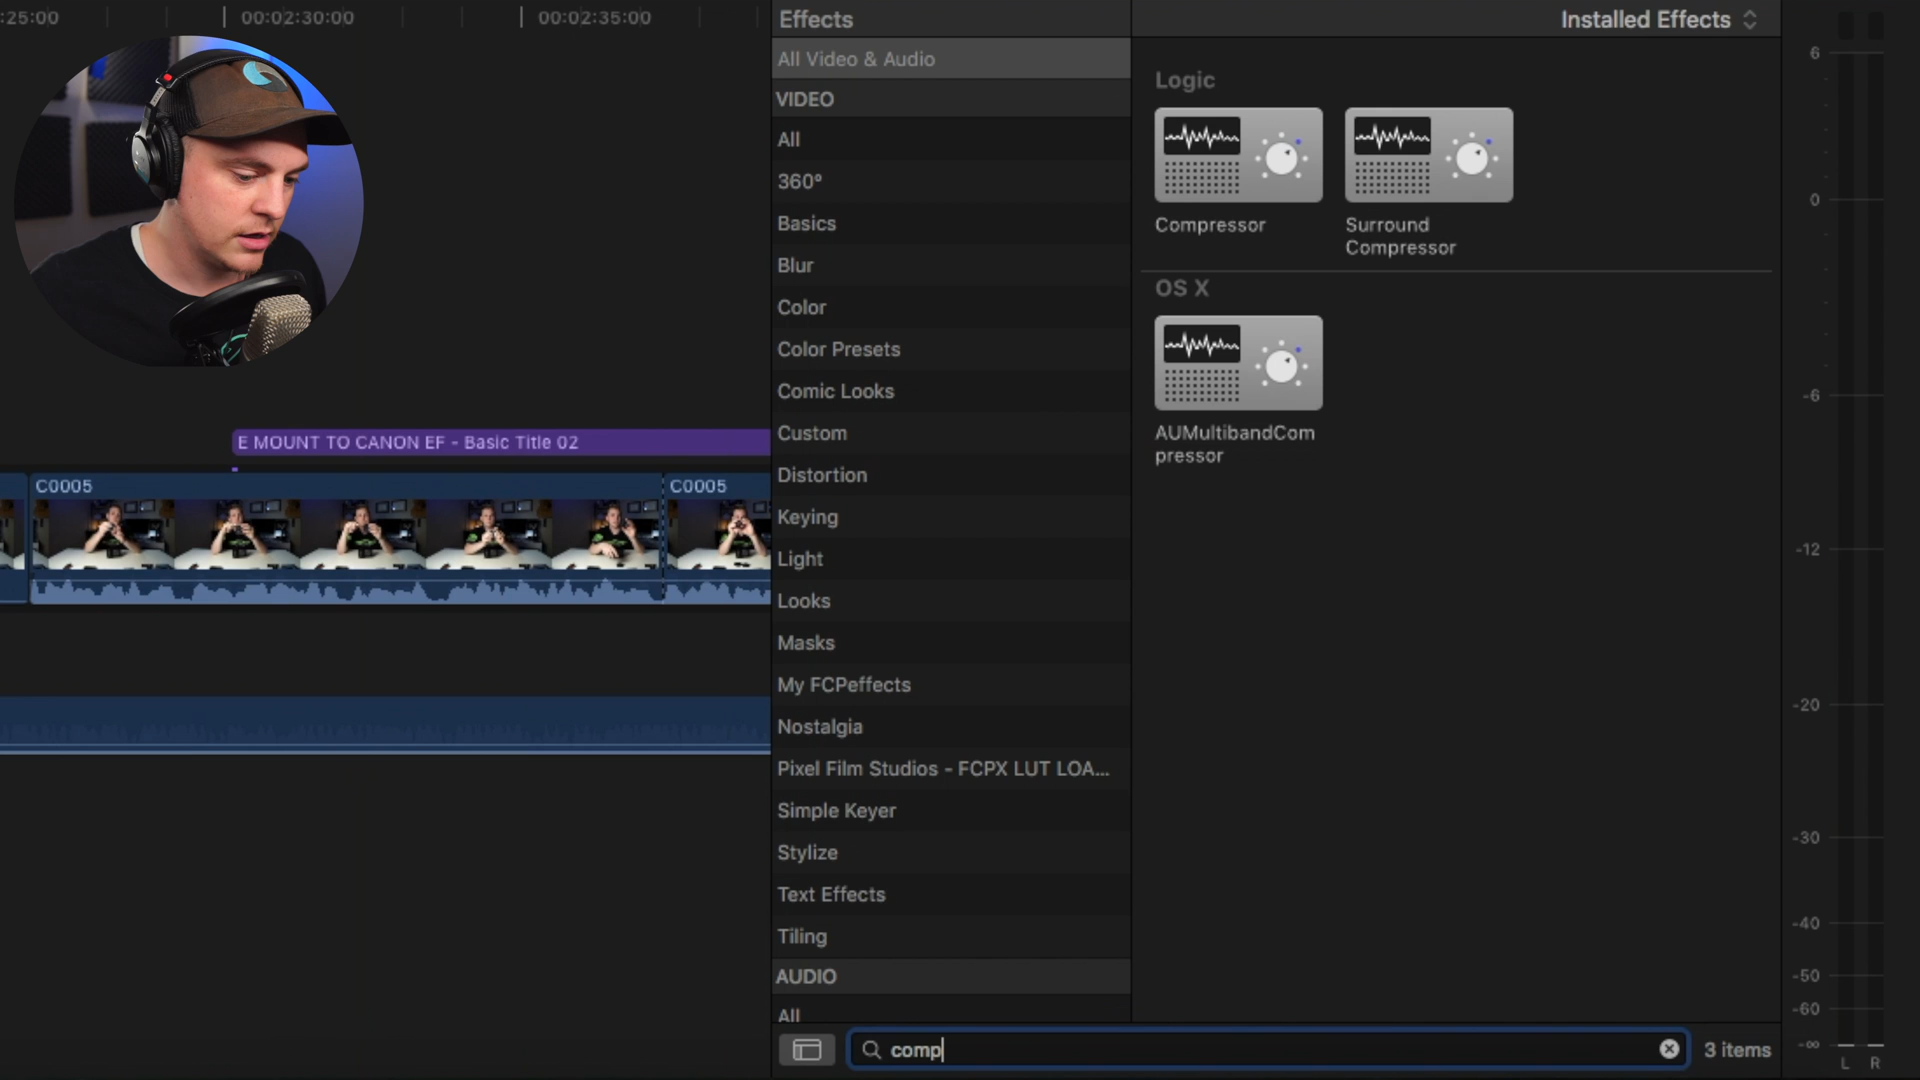 :25:00
00:02:30:00
00:02:35:00
Effects
Installed Effects
All Video & Audio
VIDEO
All
360°
Basics
Blur
Color
Color Presets
Comic Looks
Custom
Distortion
Keying
Light
Looks
Masks
My FCPeffects
Nostalgia
Pixel Film Studios - FCPX LUT LOA...
Simple Keyer
Stylize
Text Effects
Tiling
AUDIO
All
Logic
Compressor
Surround
Compressor
OS X
AUMultibandCom
pressor
E MOUNT TO CANON EF - Basic Title 02
C0005
C0005
comp
3 items
6
0
-6
-12
-20
-30
-40
-50
-60
-∞
L R